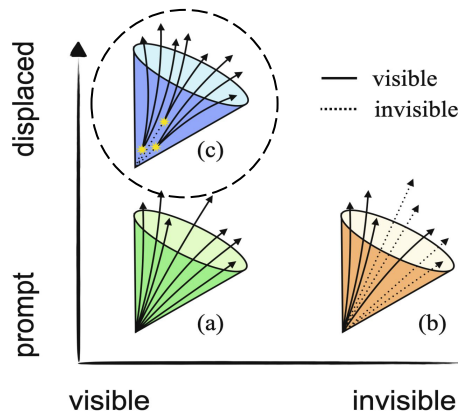 displaced
visible
invisible
(c)
prompt
(a)
(b)
visible
invisible